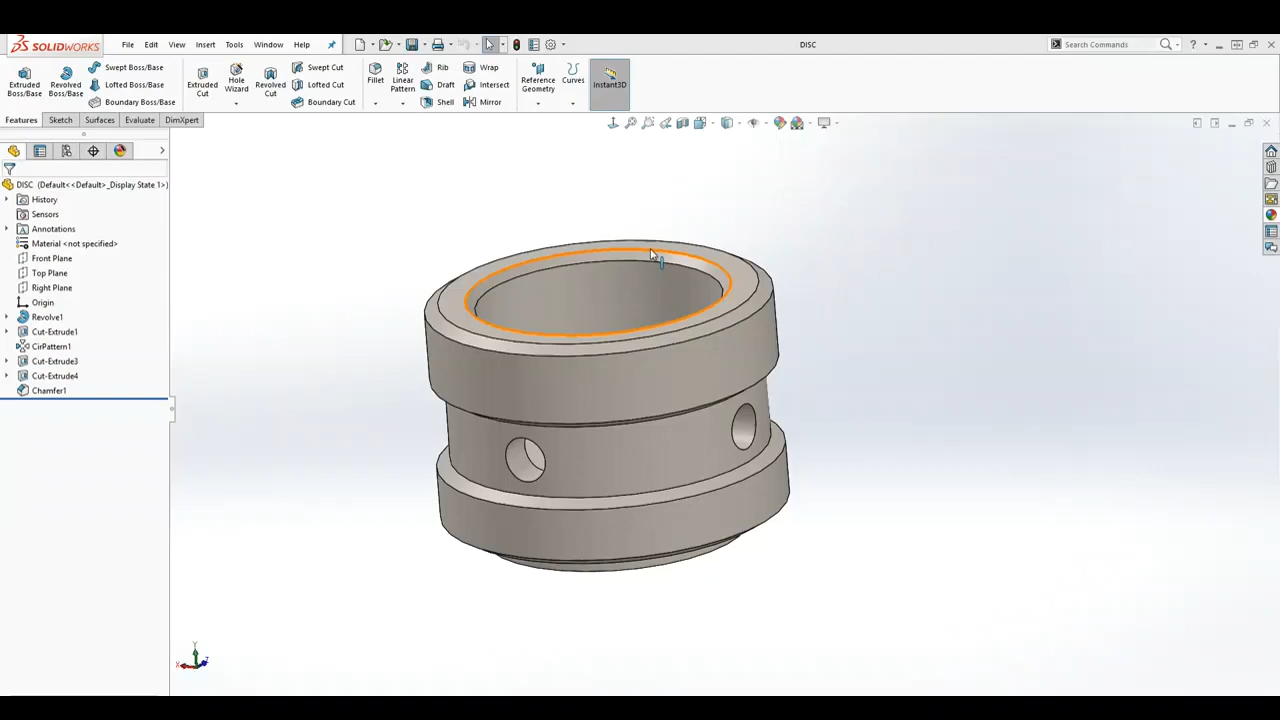 SOLIDWORKS File Edit View Insert Tools Window Help DISC Search Commands
Extruded Boss/Base
Revolved Boss/Base
Swept Boss/Base
Lofted Boss/Base
Boundary Boss/Base
Extruded Cut
Hole Wizard
Revolved Cut
Swept Cut
Lofted Cut
Boundary Cut
Fillet
Linear Pattern
Rib
Draft
Shell
Wrap
Intersect
Mirror
Reference Geometry
Curves
Instant3D
Features Sketch Surfaces Evaluate DimXpert
DISC (Default<<Default>_Display State 1>)
History
Sensors
Annotations
Material <not specified>
Front Plane
Top Plane
Right Plane
Origin
Revolve1
Cut-Extrude1
CirPattern1
Cut-Extrude3
Cut-Extrude4
Chamfer1
Y
X
Z